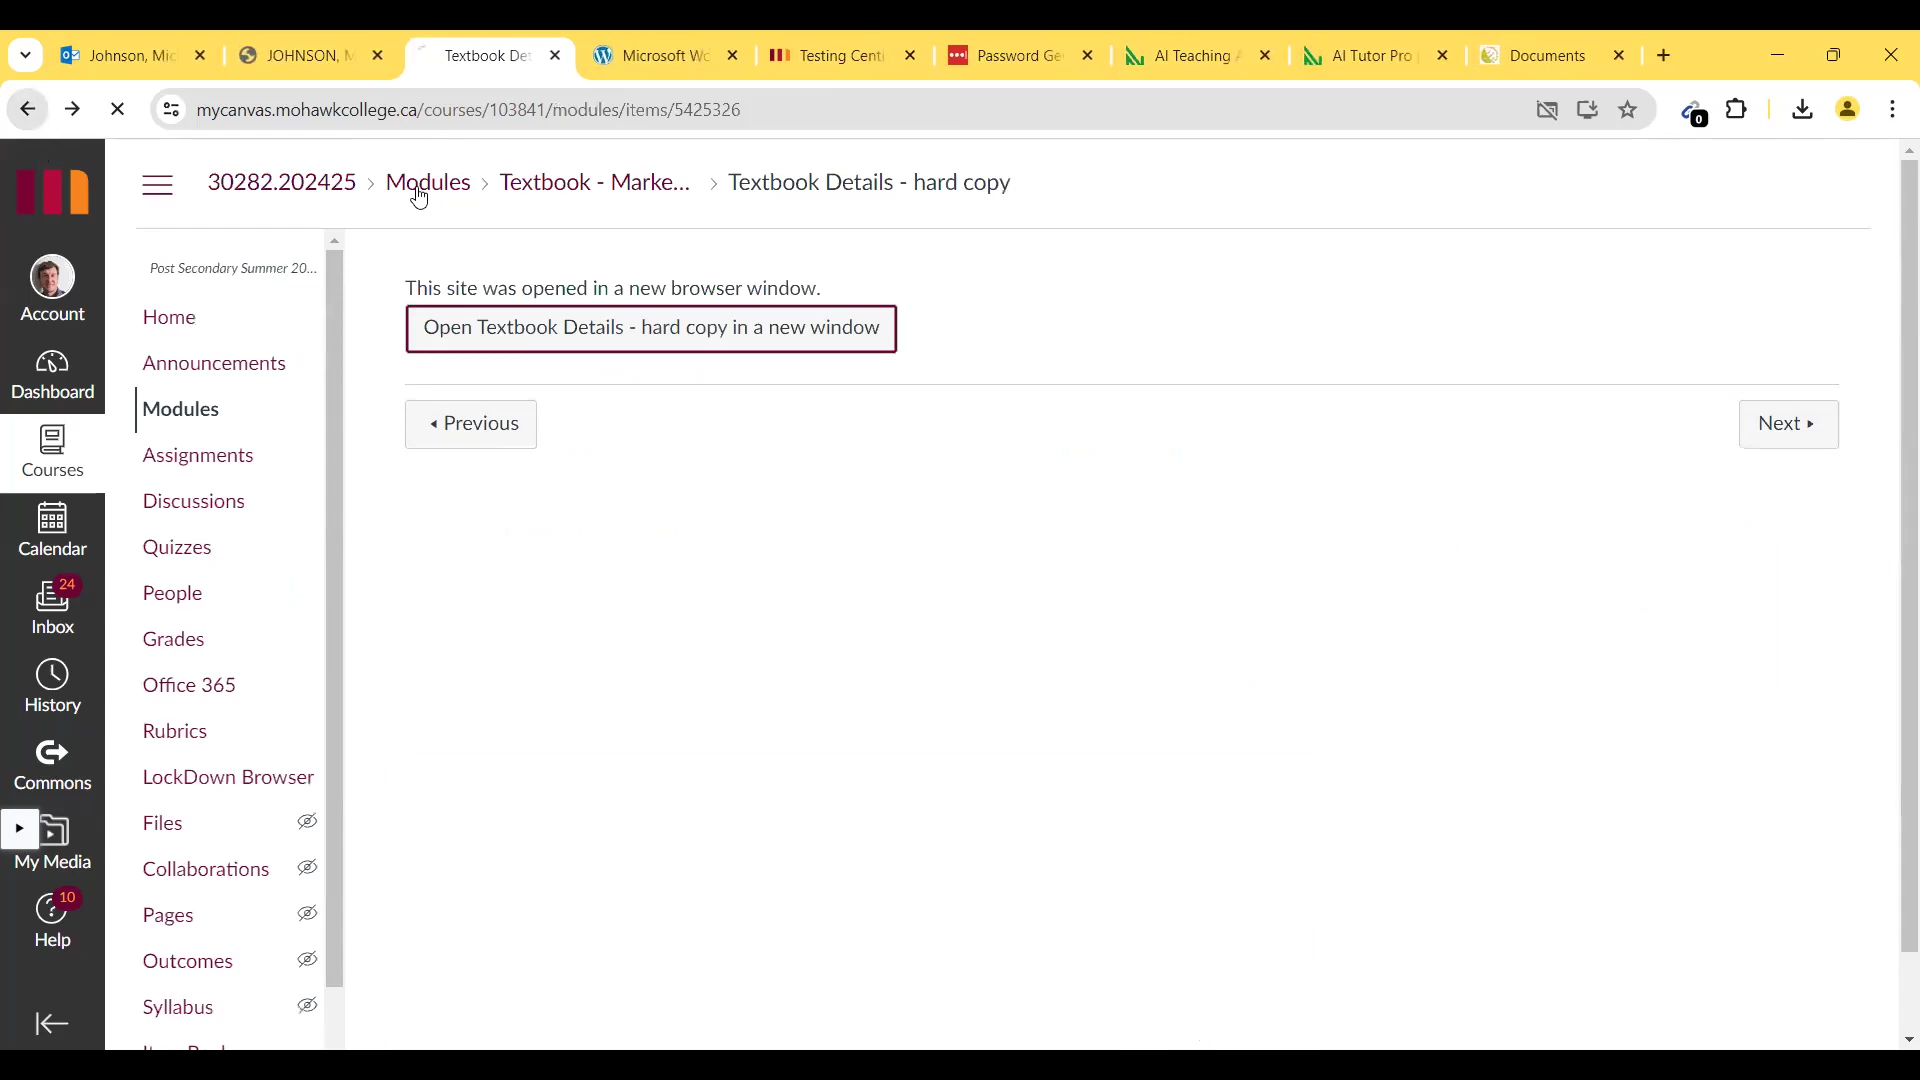 Johnson, Mic
JOHNSON, M
Textbook Det
Microsoft Wo
Testing Cent
Password Ge
AI Teaching A
AI Tutor Pro
Documents
mycanvas.mohawkcollege.ca/courses/103841/modules/items/5425326
0
30282.202425 › Modules › Textbook - Marke... › Textbook Details - hard copy
Account
Dashboard
Courses
Calendar
24
Inbox
History
Commons
My Media
10
Help
Post Secondary Summer 20...
Home
Announcements
Modules
Assignments
Discussions
Quizzes
People
Grades
Office 365
Rubrics
LockDown Browser
Files
Collaborations
Pages
Outcomes
Syllabus
This site was opened in a new browser window.
Open Textbook Details - hard copy in a new window
Previous
Next